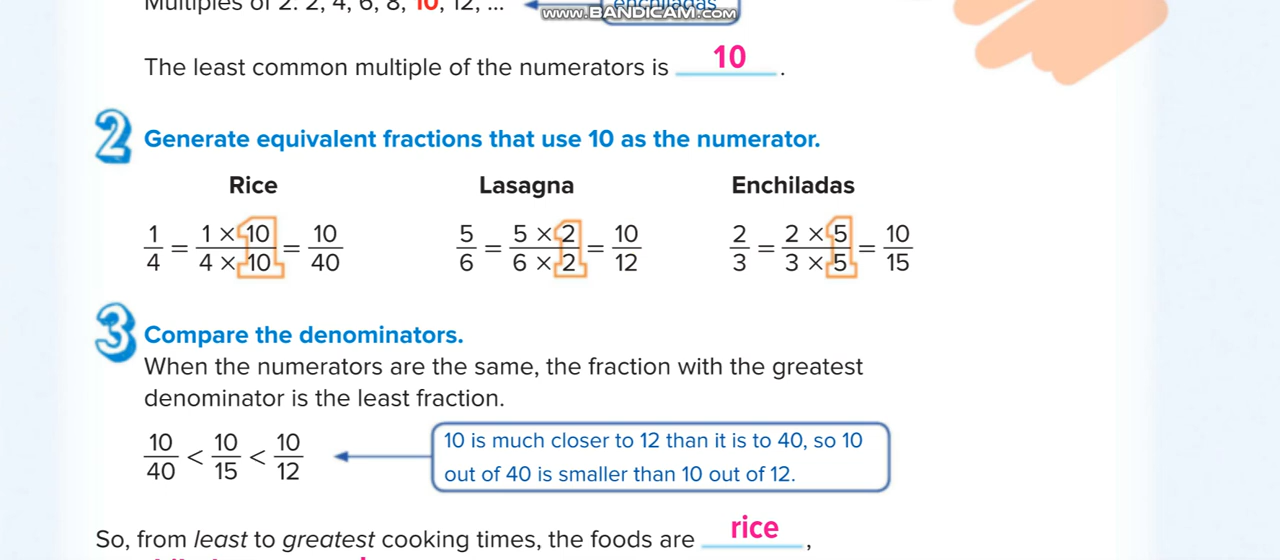 Multiples of 2: 2, 4, 6, 8, 10, 12, ...
enchiladas
www.BANDICAM.com
The least common multiple of the numerators is 10 .
2 Generate equivalent fractions that use 10 as the numerator.
Rice Lasagna Enchiladas
1/4 = 1 × 10/4 × 10 = 10/40 5/6 = 5 × 2/6 × 2 = 10/12 2/3 = 2 × 5/3 × 5 = 10/15
3 Compare the denominators.
When the numerators are the same, the fraction with the greatest
denominator is the least fraction.
10/40 < 10/15 < 10/12
10 is much closer to 12 than it is to 40, so 10
out of 40 is smaller than 10 out of 12.
So, from least to greatest cooking times, the foods are rice ,